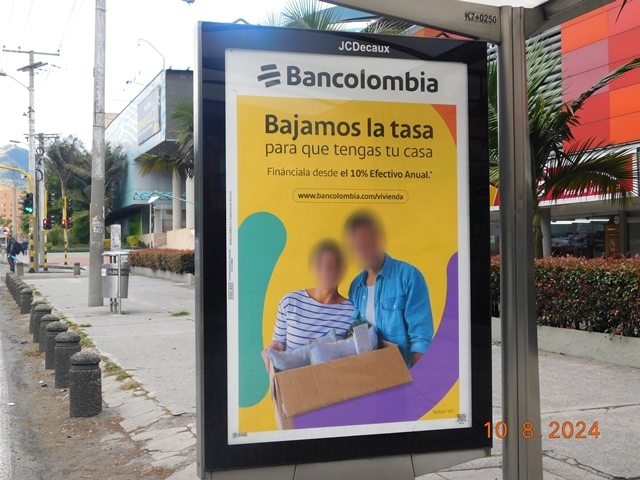 K7+0250
JCDecaux
Bancolombia
Bajamos la tasa
para que tengas tu casa
Fináncialo desde el 10% Efectivo Anual.*
www.bancolombia.com/vivienda
10 8 2024